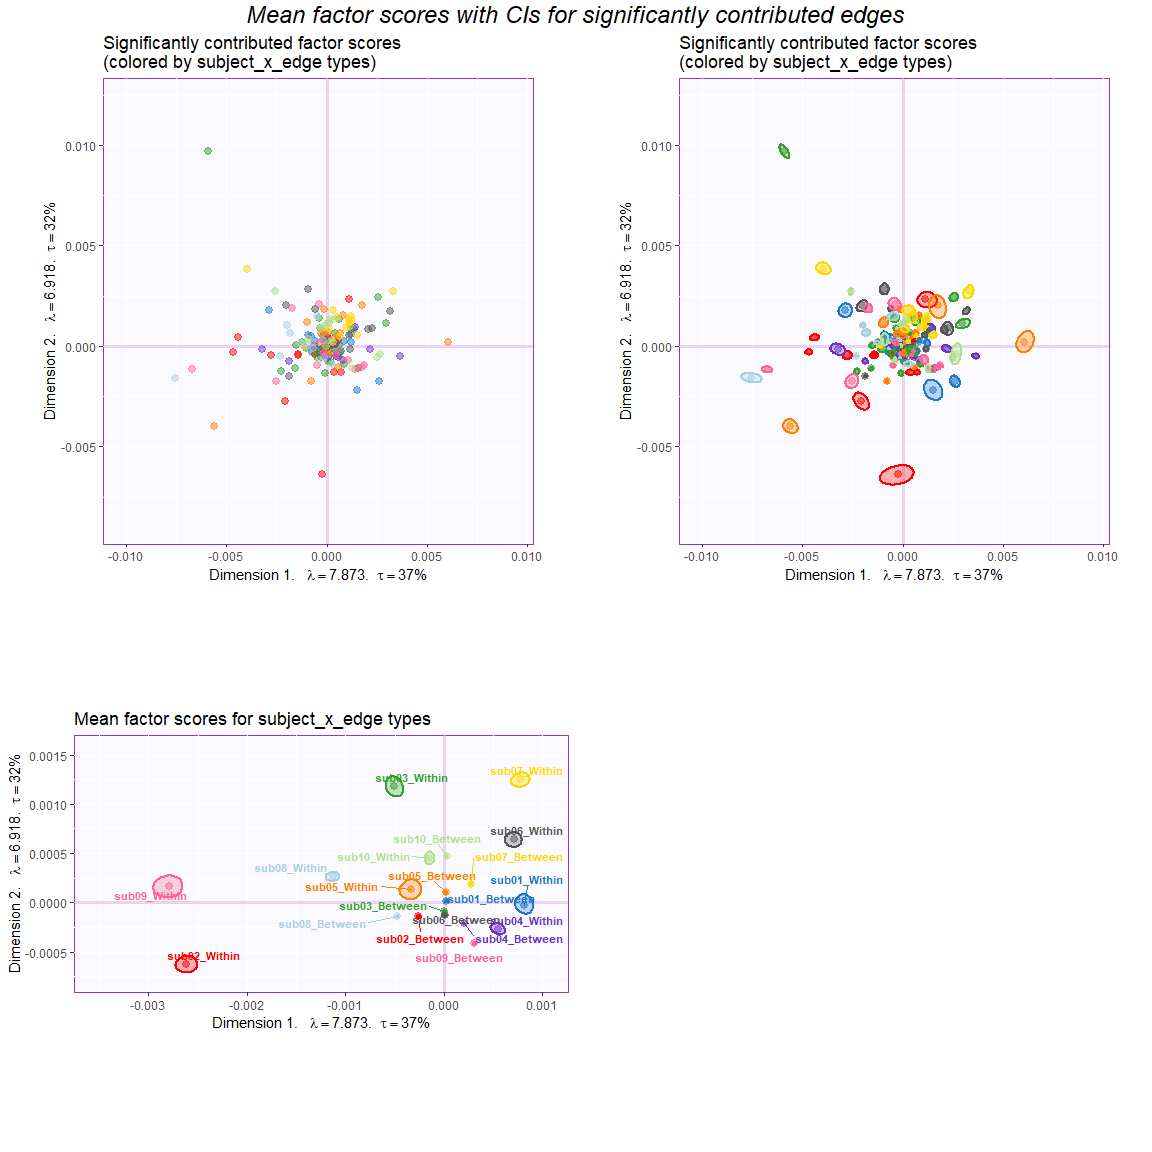 Mean factor scores with CIs for significantly contributed edges
Significantly contributed factor scores
(colored by subject_x_edge types)
0.010
0.005
0.000
-0.005
Dimension 2. λ = 6.918. τ = 32%
-0.010
-0.005
0.000
0.005
0.010
Dimension 1. λ = 7.873. τ = 37%
Significantly contributed factor scores
(colored by subject_x_edge types)
0.010
0.005
0.000
-0.005
Dimension 2. λ = 6.918. τ = 32%
-0.010
-0.005
0.000
0.005
0.010
Dimension 1. λ = 7.873. τ = 37%
Mean factor scores for subject_x_edge types
0.0015
0.0010
0.0005
0.0000
-0.0005
Dimension 2. λ = 6.918. τ = 32%
sub07_Within
sub03_Within
sub06_Within
sub10_Between
sub10_Within
sub07_Between
sub08_Within
sub05_Between
sub01_Within
sub05_Within
sub09_Within
sub01_Between
sub03_Between
sub06_Between
sub04_Within
sub08_Between
sub02_Between
sub04_Between
sub02_Within
sub09_Between
-0.003
-0.002
-0.001
0.000
0.001
Dimension 1. λ = 7.873. τ = 37%